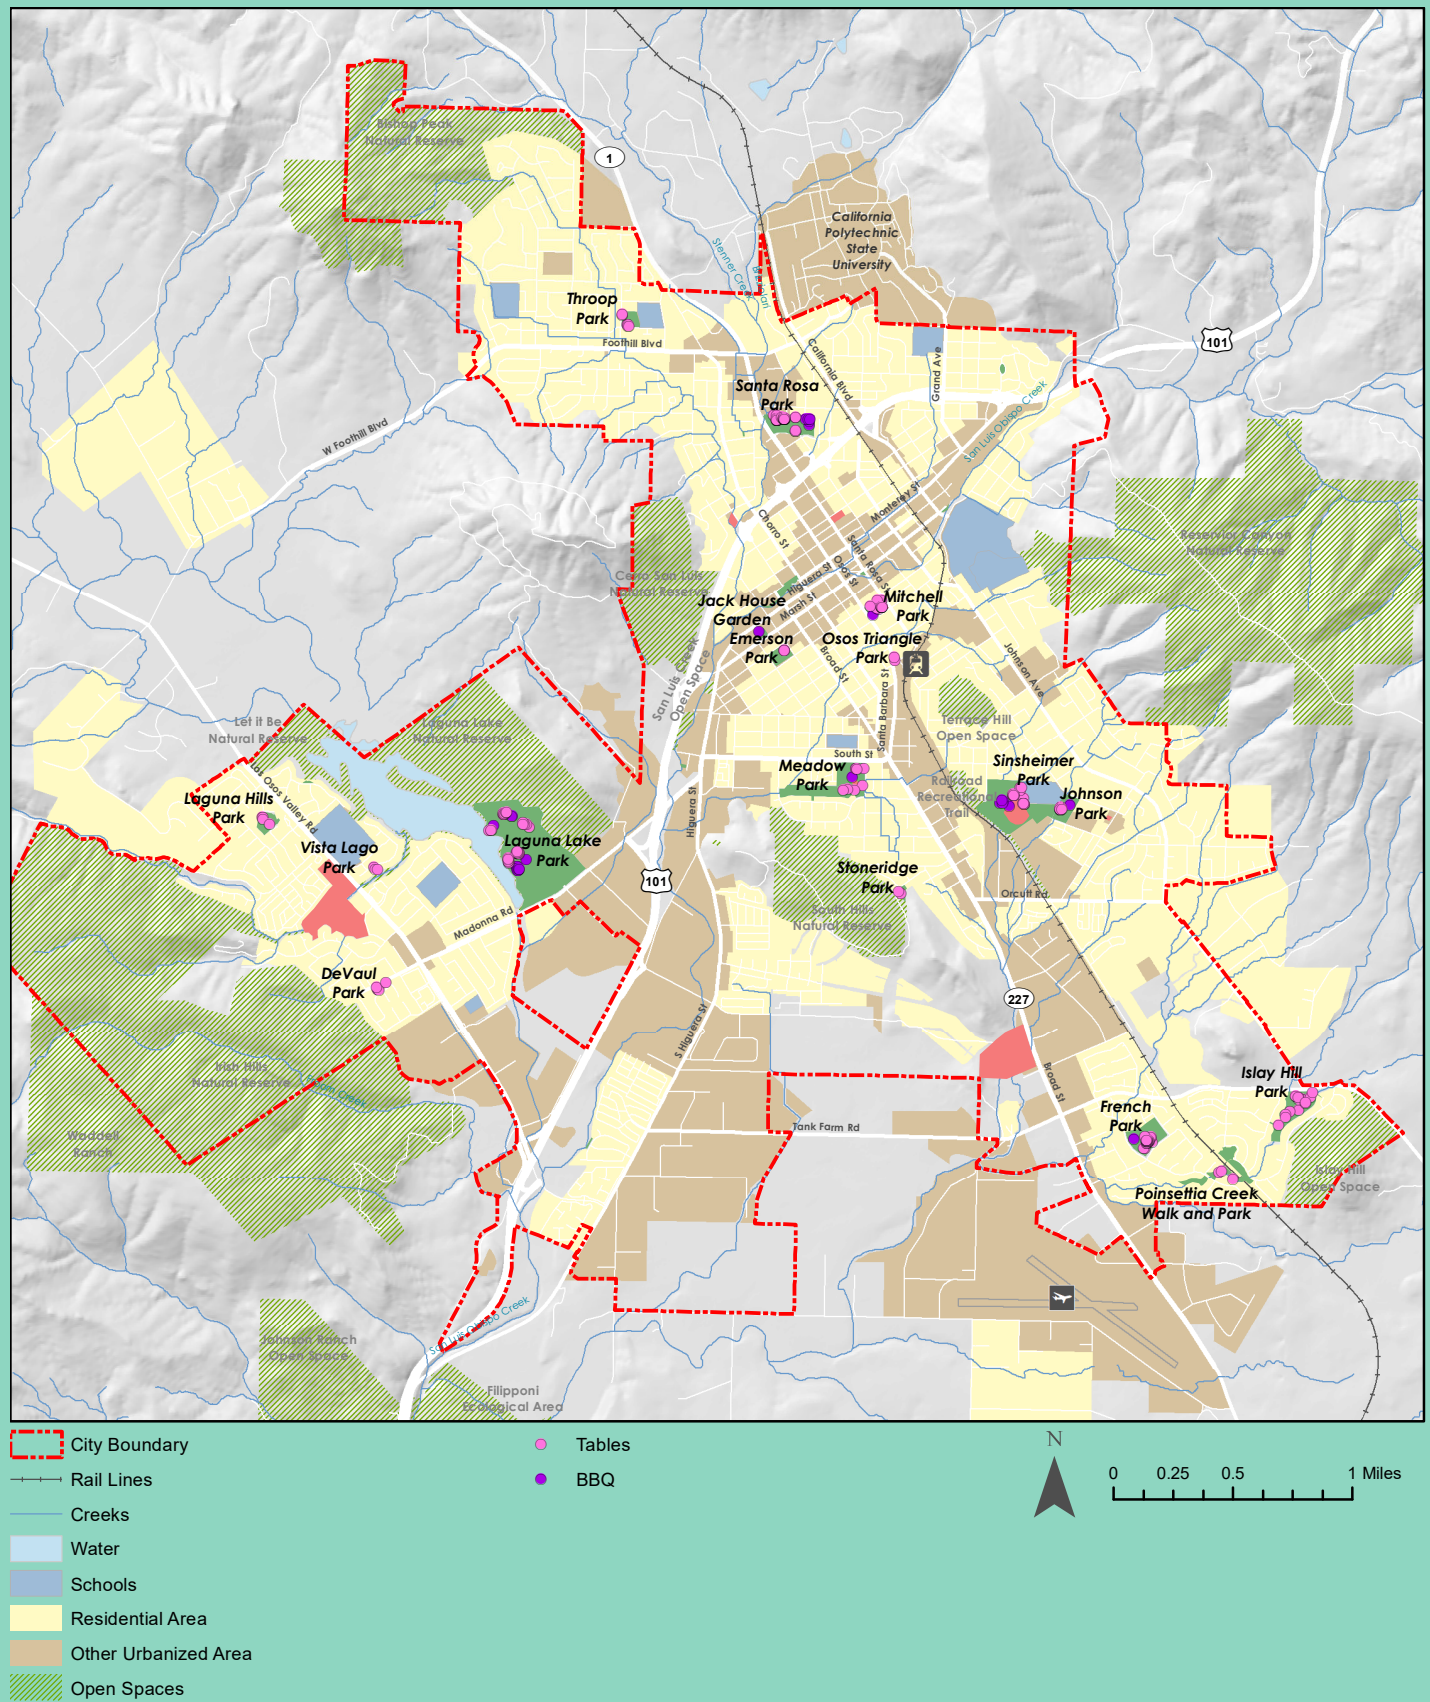 Bishop Peak
Natural Reserve
1
California
Polytechnic
State
University
Stenner Creek
Brizzolari
Throop
Park
Foothill Blvd
101
California Blvd
Grand Ave
Santa Rosa
Park
San Luis Obispo Creek
W Foothill Blvd
Monterey St
Chorro St
Reservior Canyon
Natural Reserve
Santa Rosa St
Osos St
Higuera St
Marsh St
Cerro San Luis
Natural Reserve
Jack House
Garden
Mitchell
Park
Emerson
Park
Osos Triangle
Park
Broad St
Johnson Ave
San Luis Creek
Open Space
Santa Barbara St
Let it Be
Natural Reserve
Laguna Lake
Natural Reserve
Terrace Hill
Open Space
South St
Meadow
Park
Sinsheimer
Park
Railroad
Recreational
Trail
Johnson
Park
Los Osos Valley Rd
Laguna Hills
Park
Higuera St
Vista Lago
Park
Laguna Lake
Park
101
Stoneridge
Park
Orcutt Rd
South Hills
Natural Reserve
Madonna Rd
DeVaul
Park
227
S Higuera St
Irish Hills
Natural Reserve
Froom Creek
Broad St
Islay Hill
Park
French
Park
Tank Farm Rd
Waddell
Ranch
Islay Hill
Open Space
Poinsettia Creek
Walk and Park
San Luis Obispo Creek
Johnson Ranch
Open Space
Filipponi
Ecological Area
City Boundary
Rail Lines
Creeks
Water
Schools
Residential Area
Other Urbanized Area
Open Spaces
Tables
BBQ
N
0 0.25 0.5 1 Miles